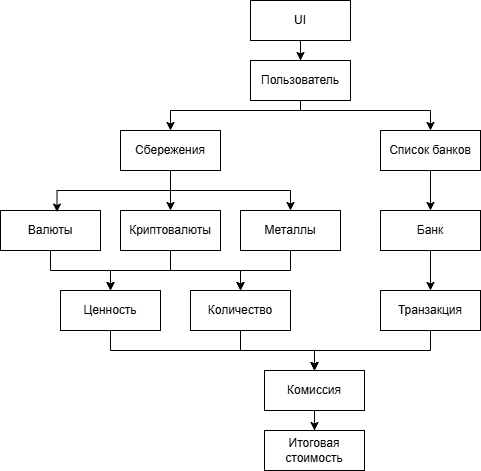 UI
Пользователь
Сбережения
Список банков
Валюты
Криптовалюты
Металлы
Банк
Ценность
Количество
Транзакция
Комиссия
Итоговая
стоимость